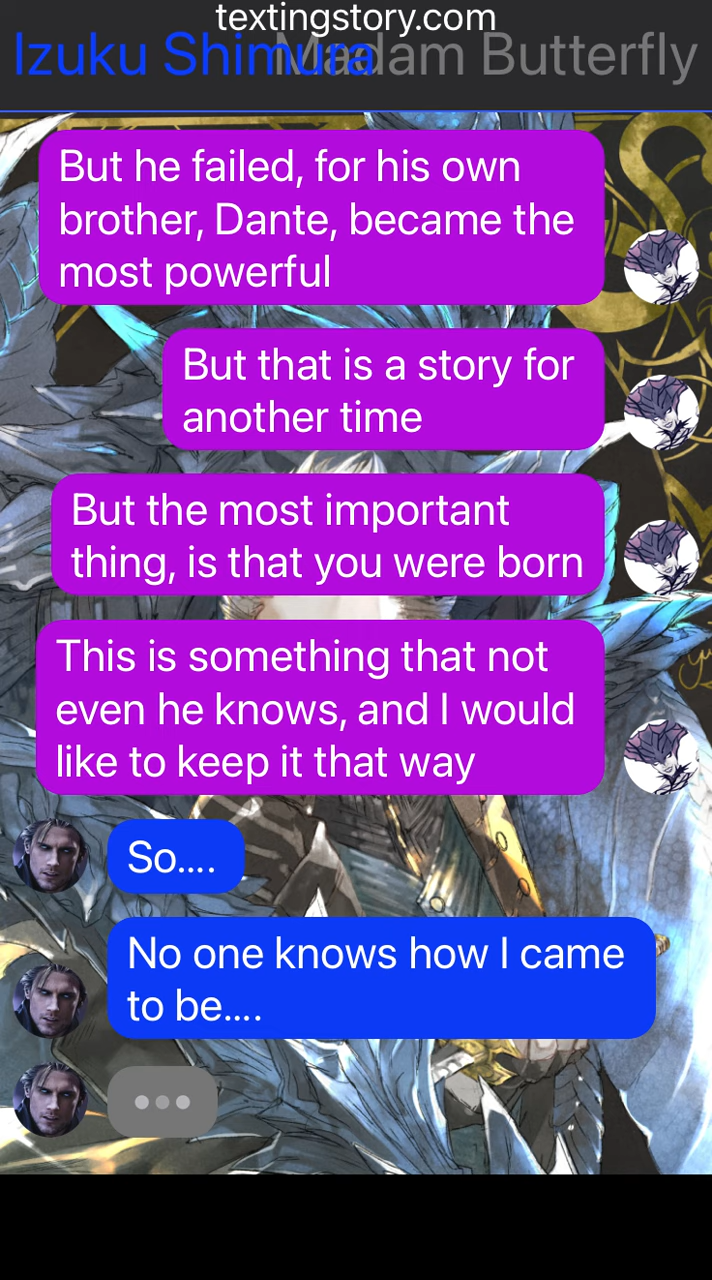 textingstory.com
Izuku Shimura
Madam Butterfly
But he failed, for his own
brother, Dante, became the
most powerful
But that is a story for
another time
But the most important
thing, is that you were born
This is something that not
even he knows, and I would
like to keep it that way
So....
No one knows how I came
to be....